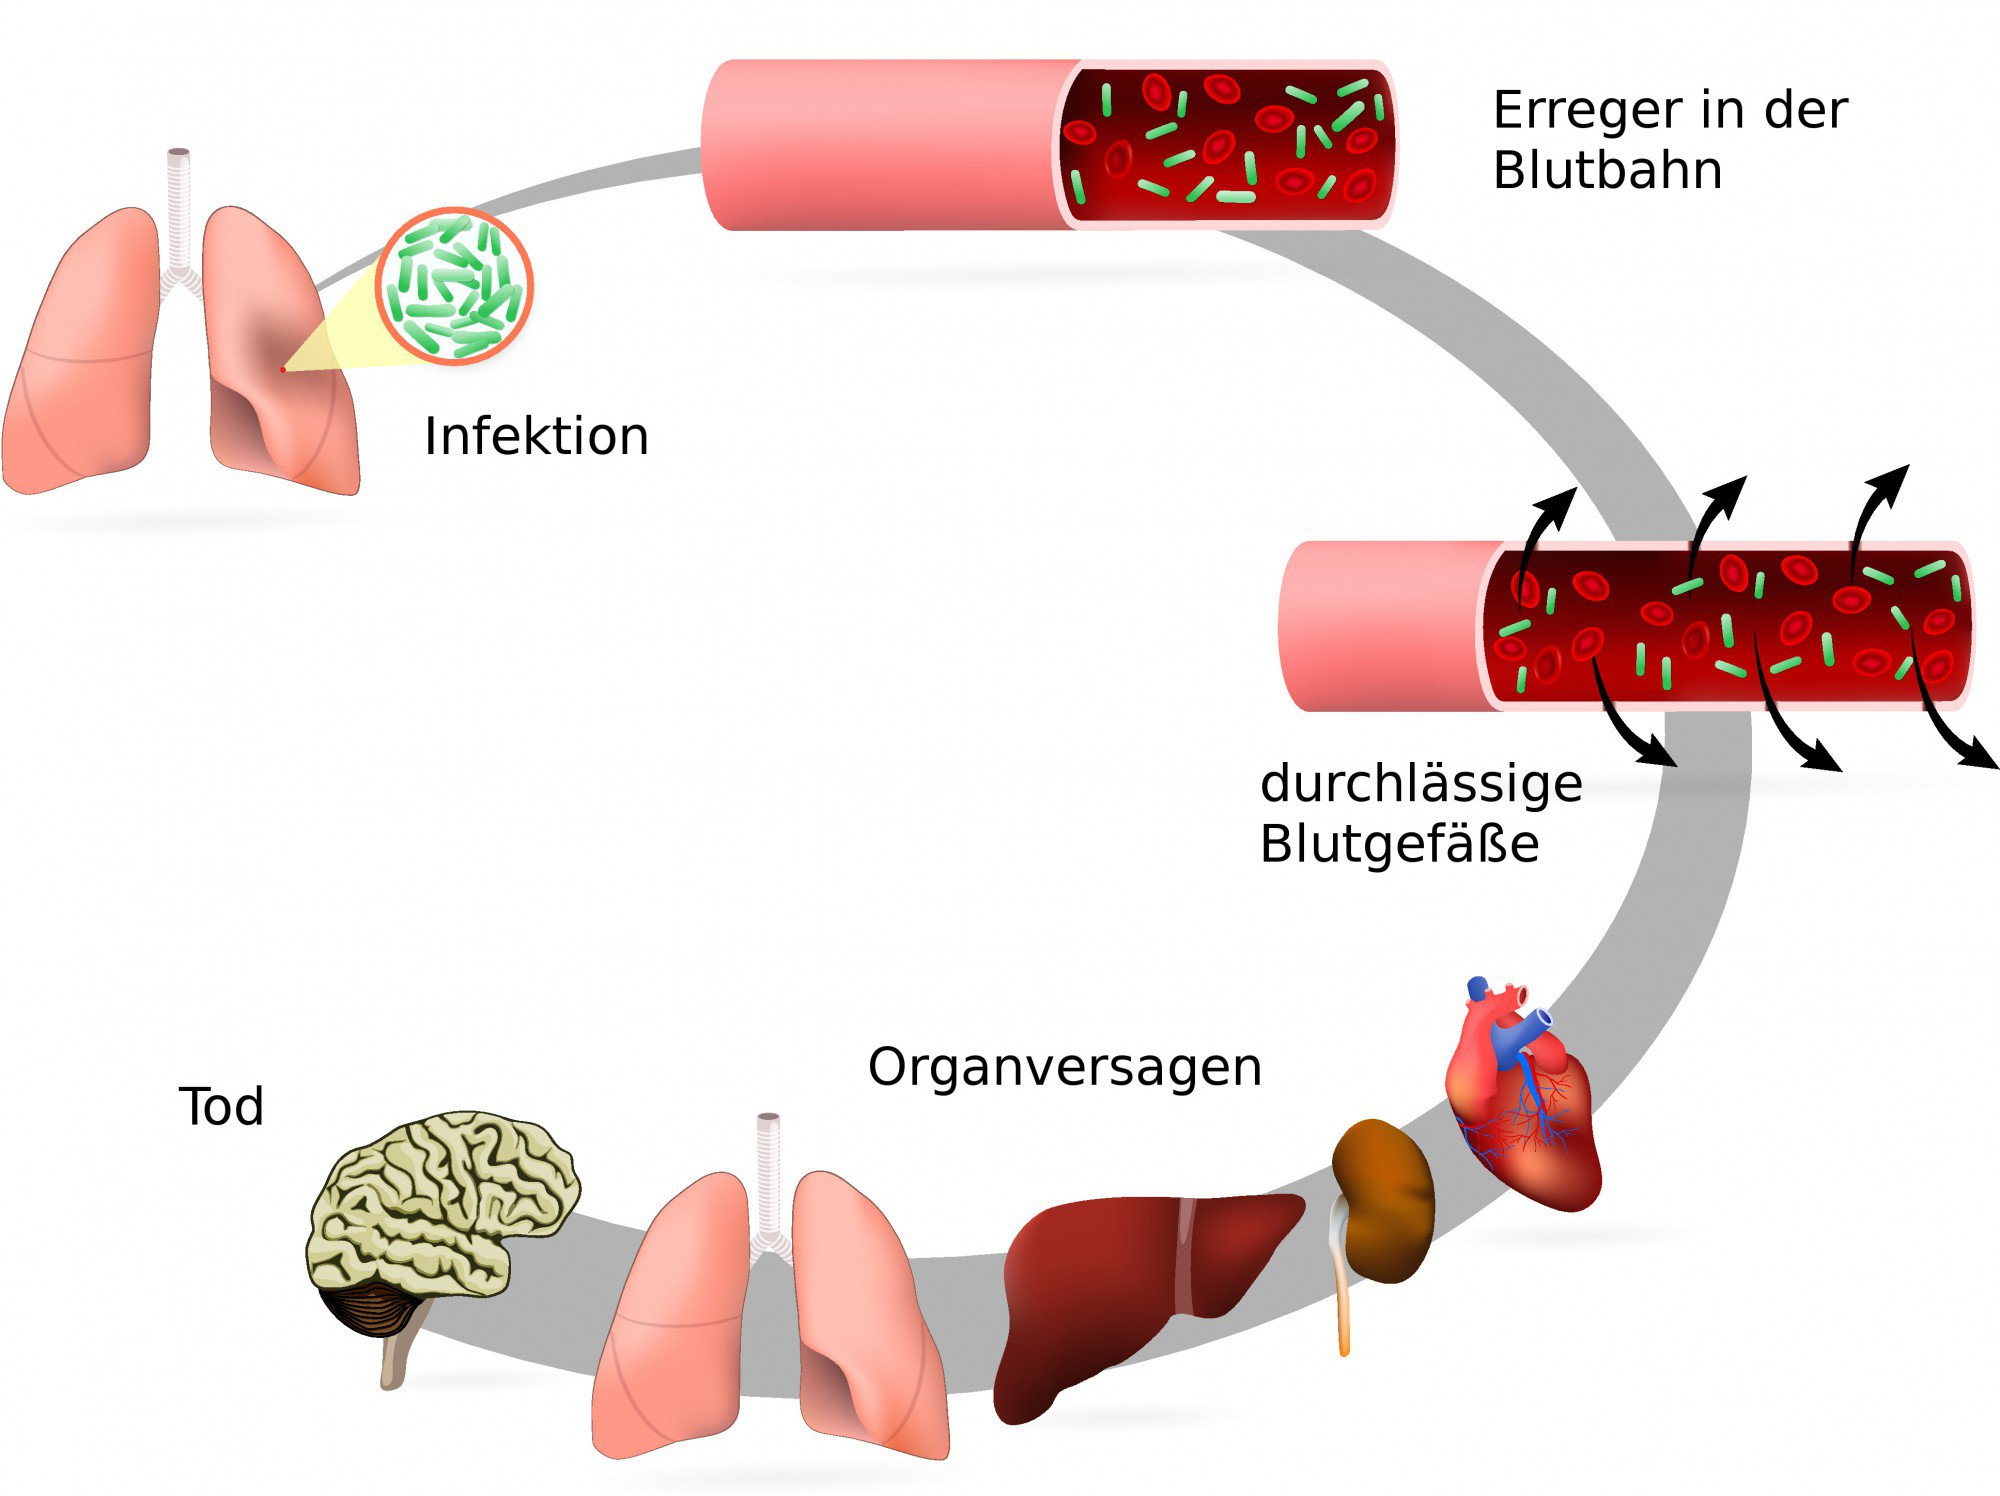 Erreger in der
Blutbahn
Infektion
durchlässige
Blutgefäße
Organversagen
Tod